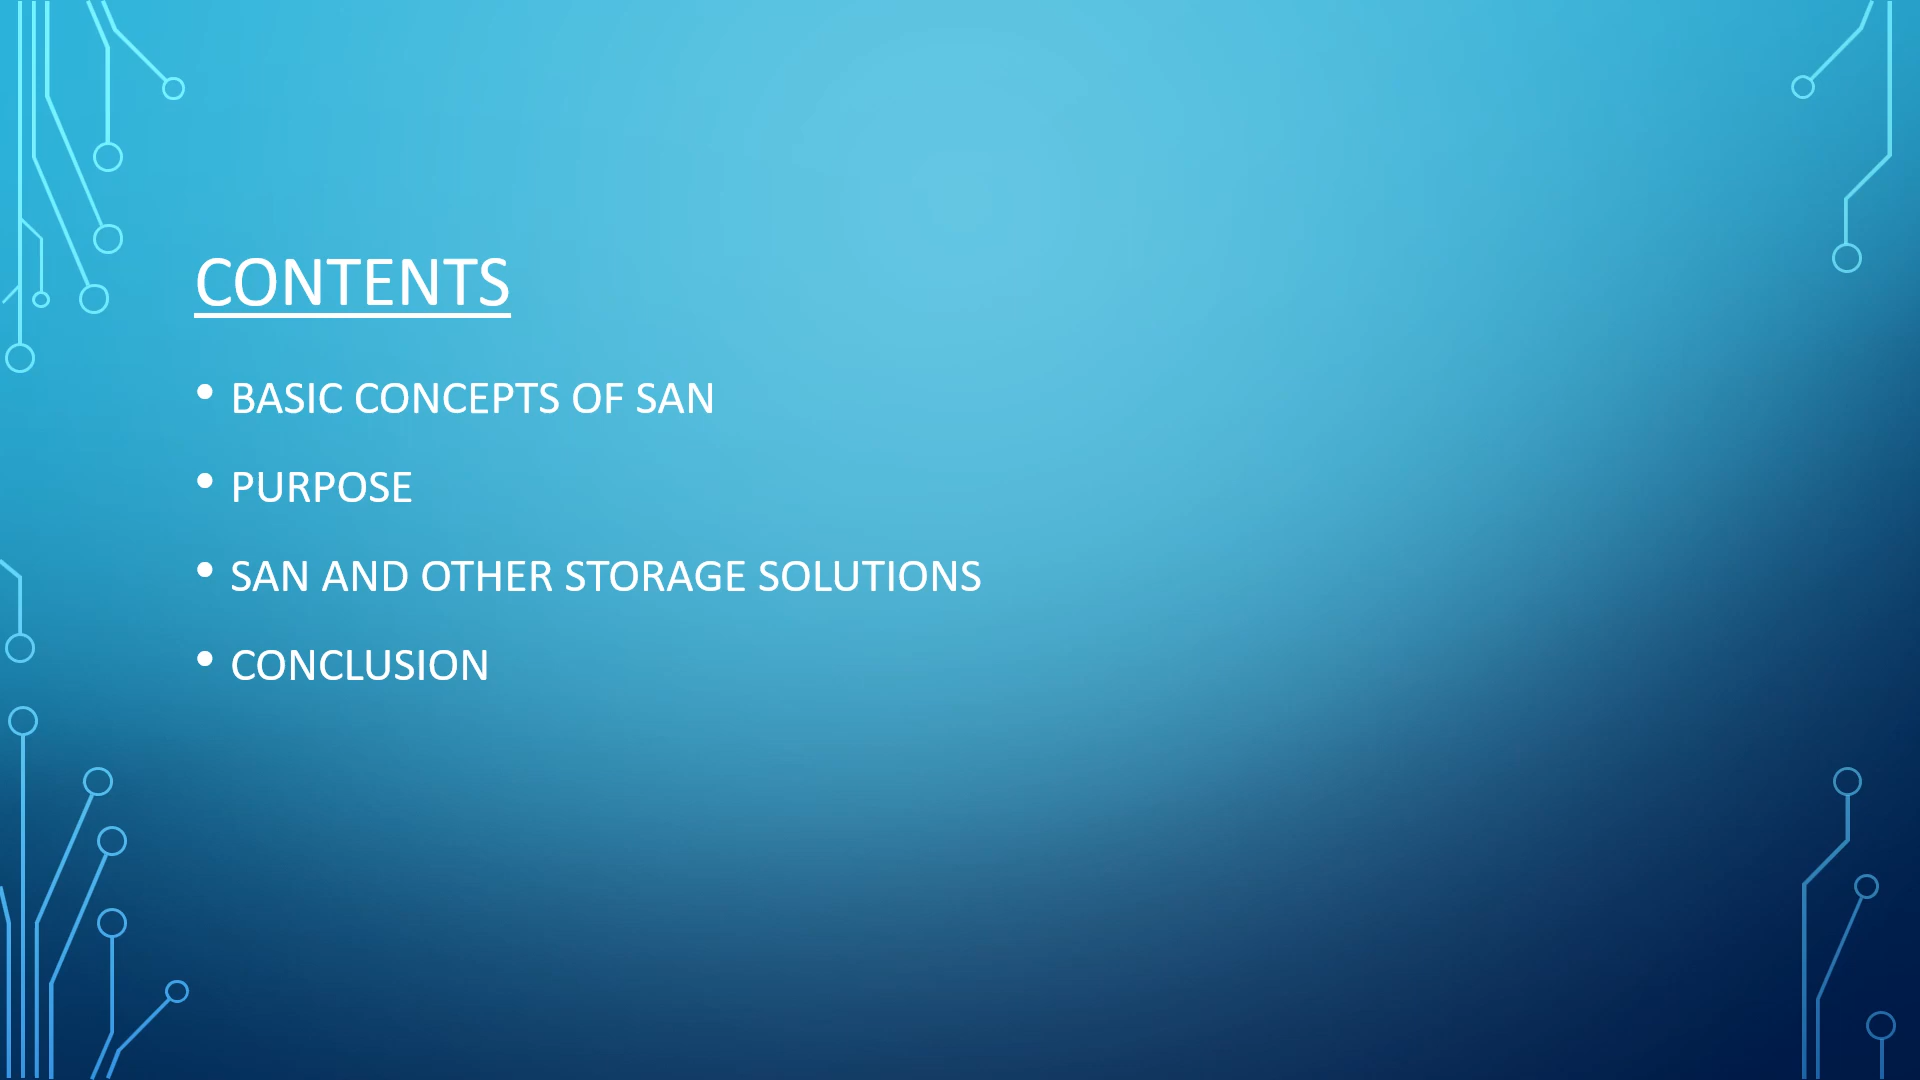 CONTENTS
• BASIC CONCEPTS OF SAN
• PURPOSE
• SAN AND OTHER STORAGE SOLUTIONS
• CONCLUSION